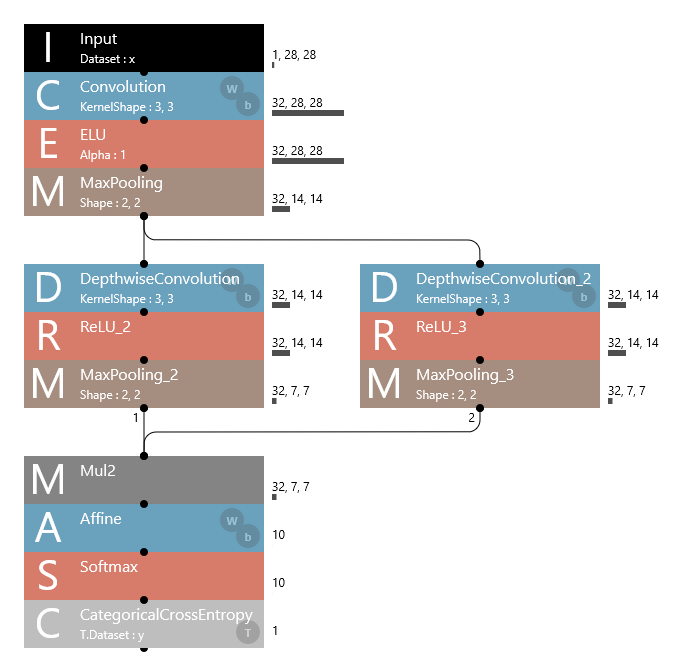 I
Input
Dataset : x
1, 28, 28
C
Convolution
KernelShape : 3, 3
W
b
32, 28, 28
E
ELU
Alpha : 1
32, 28, 28
M
MaxPooling
Shape : 2, 2
32, 14, 14
D
DepthwiseConvolution
KernelShape : 3, 3
W
b
32, 14, 14
D
DepthwiseConvolution_2
KernelShape : 3, 3
W
b
32, 14, 14
R
ReLU_2
32, 14, 14
R
ReLU_3
32, 14, 14
M
MaxPooling_2
Shape : 2, 2
32, 7, 7
M
MaxPooling_3
Shape : 2, 2
32, 7, 7
1
2
M
Mul2
32, 7, 7
A
Affine
W
b
10
S
Softmax
10
C
CategoricalCrossEntropy
T.Dataset : y
T
1